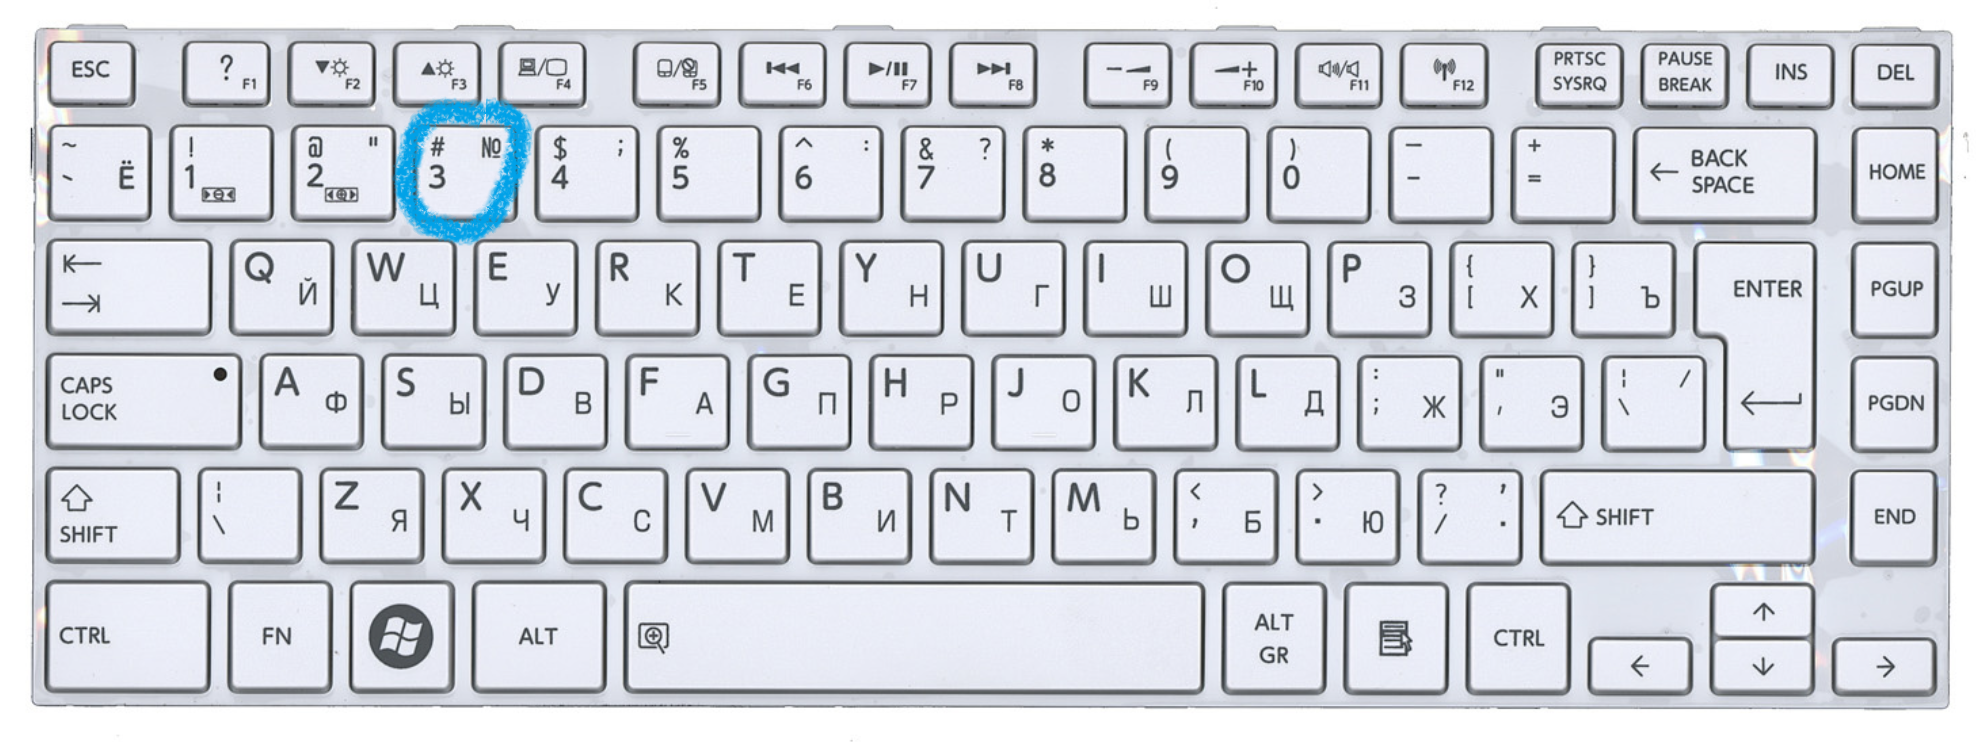 ESC ? F1 F2 F3 F4 F5 F6 F7 F8 F9 F10 F11 F12 PRTSC SYSRQ PAUSE BREAK INS DEL
~ ` Ё ! 1 @ " 2 # № 3 $ ; 4 % 5 ^ : 6 & ? 7 * 8 ( 9 ) 0 — - + = ← BACK SPACE HOME
Q Й W Ц E У R К T Е Y Н U Г I Ш O Щ P З { [ Х } ] Ъ ENTER PGUP
CAPS LOCK A Ф S Ы D В F А G П H Р J О K Л L Д : ; Ж " ' Э ¦ / \ PGDN
SHIFT ¦ \ Z Я X Ч C С V М B И N Т M Ь < , Б > . Ю ? , / . SHIFT END
CTRL FN ALT ALT GR CTRL ← ↑ ↓ →